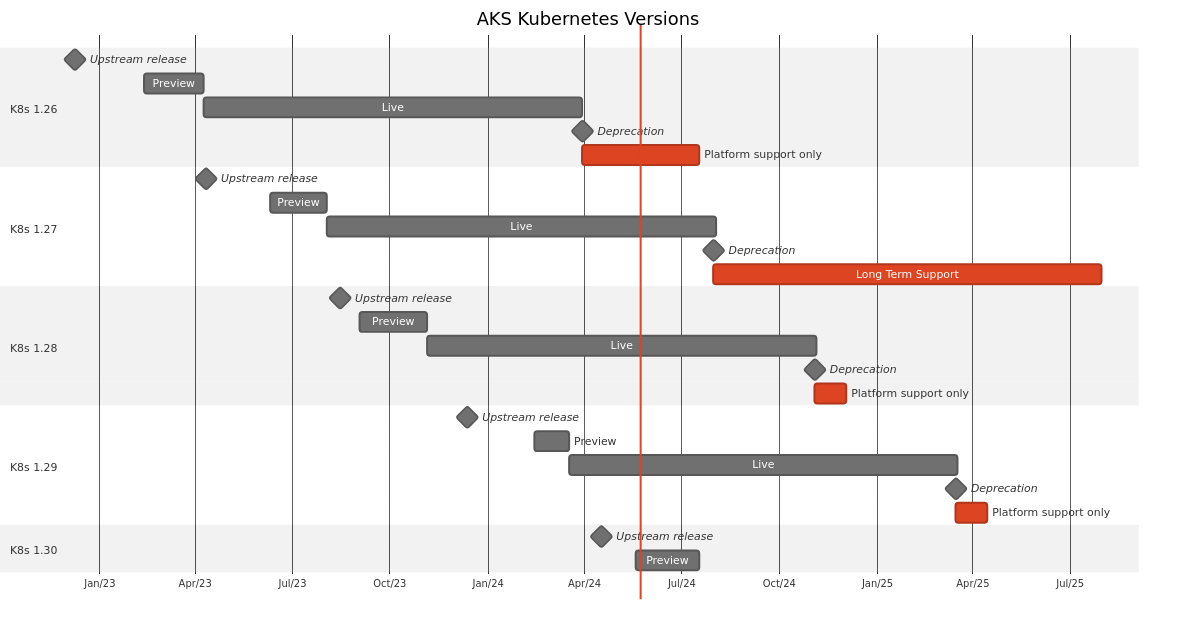 AKS Kubernetes Versions
Upstream release
Preview
K8s 1.26
Live
Deprecation
Platform support only
Upstream release
Preview
K8s 1.27
Live
Deprecation
Long Term Support
Upstream release
Preview
K8s 1.28
Live
Deprecation
Platform support only
Upstream release
Preview
K8s 1.29
Live
Deprecation
Platform support only
Upstream release
K8s 1.30
Preview
Jan/23 Apr/23 Jul/23 Oct/23 Jan/24 Apr/24 Jul/24 Oct/24 Jan/25 Apr/25 Jul/25